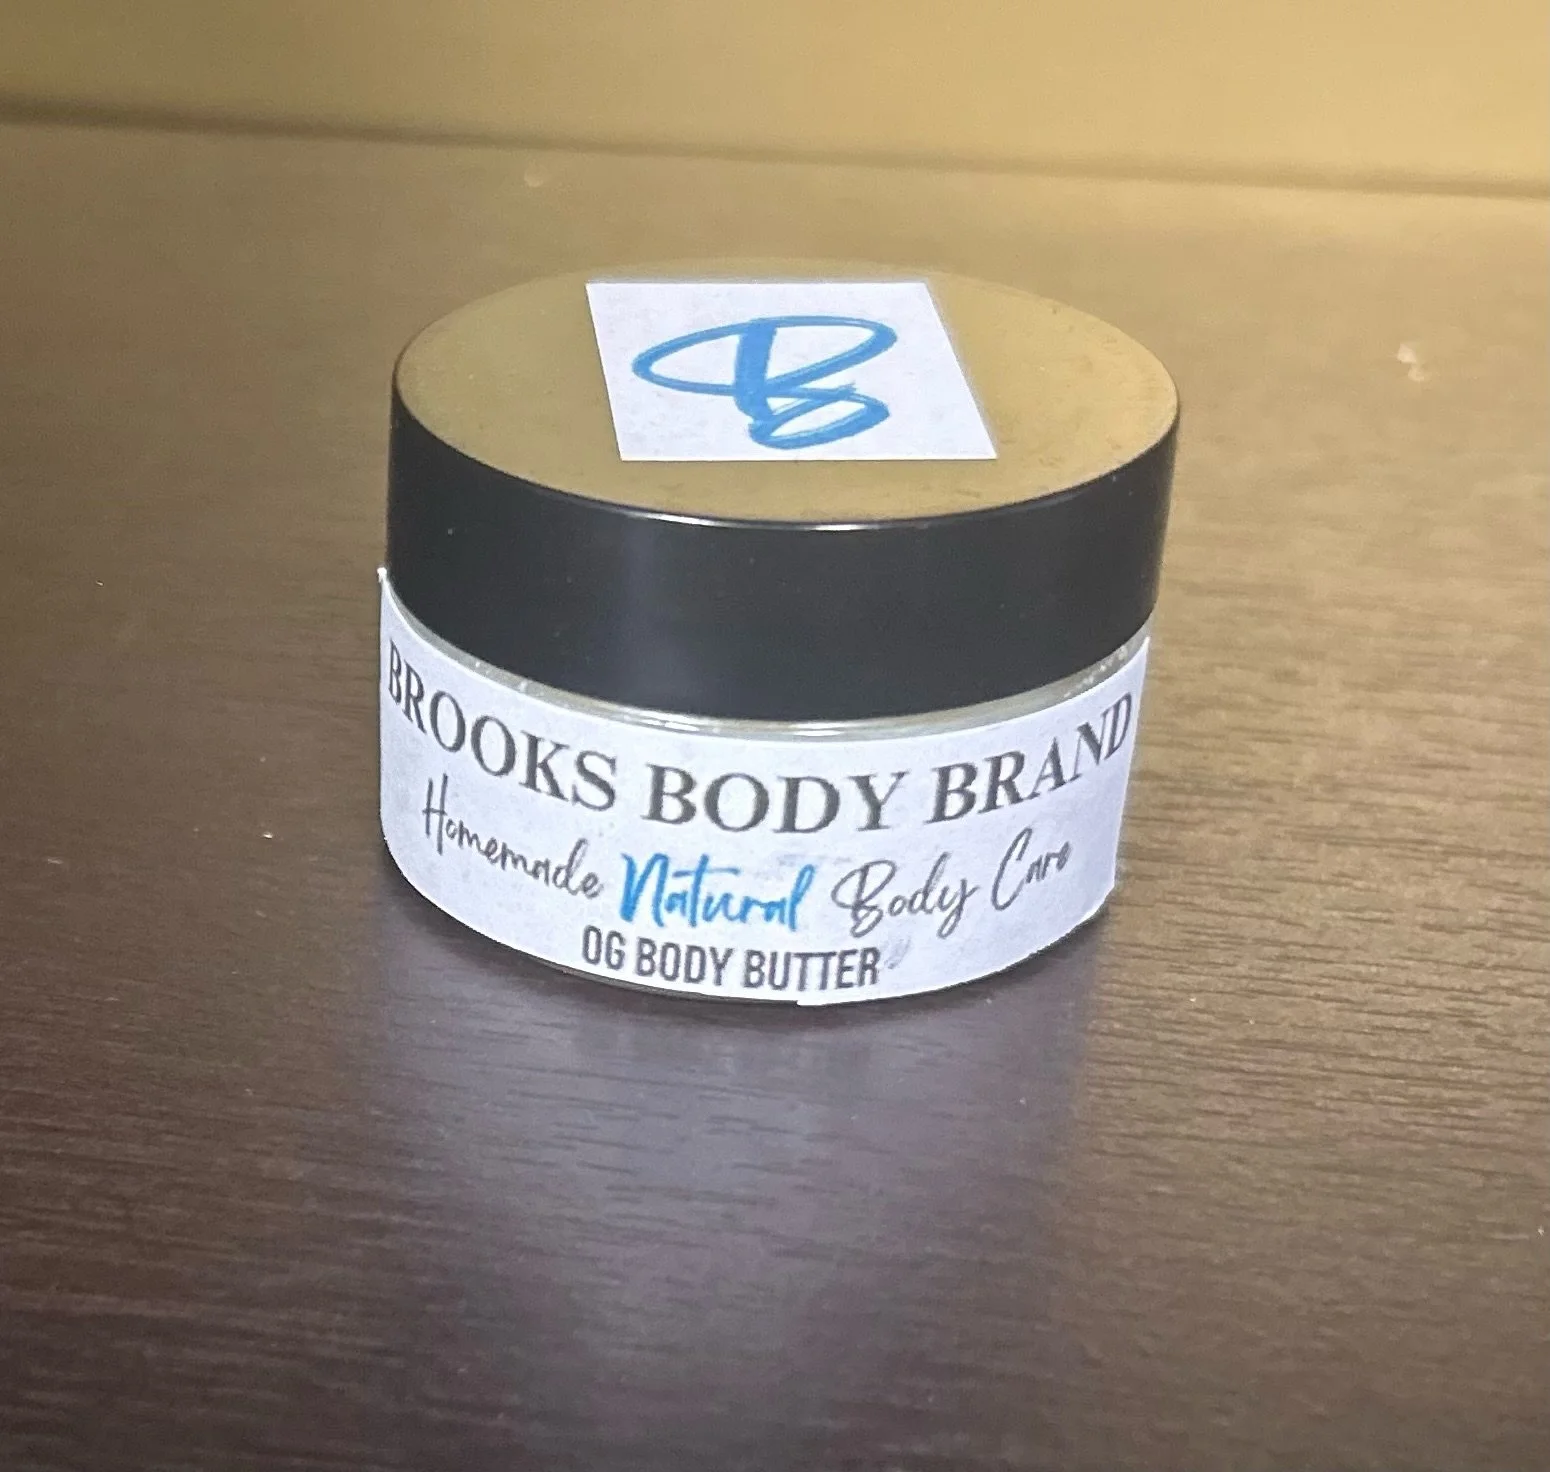 B
BROOKS BODY BRAND
Homemade Natural Body Care
OG BODY BUTTER